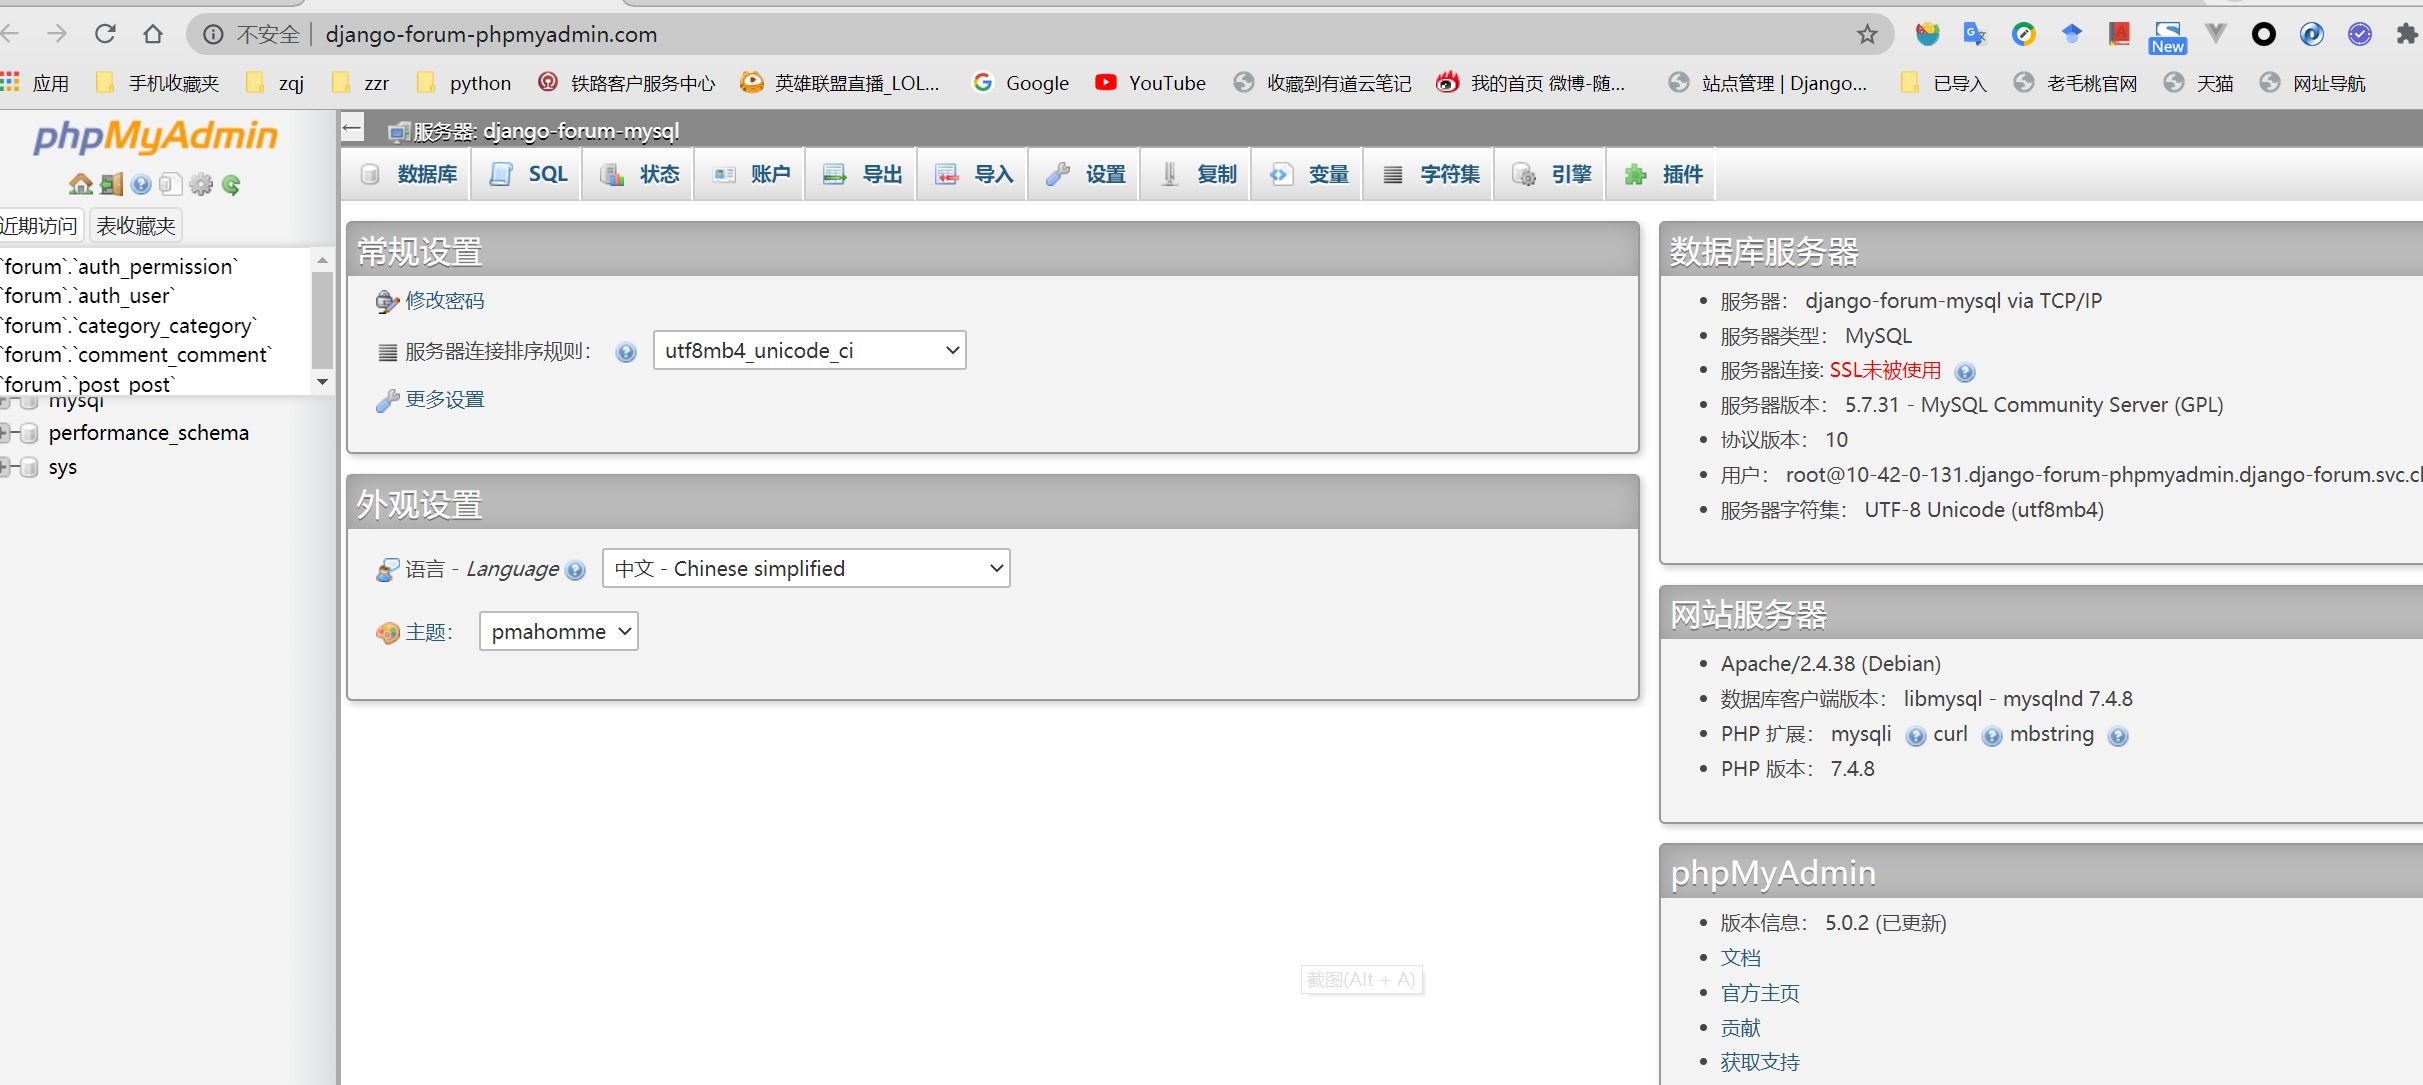 不安全 django-forum-phpmyadmin.com
New
应用 手机收藏夹 zqj zzr python 铁路客户服务中心 英雄联盟直播_LOL... Google YouTube 收藏到有道云笔记 我的首页 微博-随... 站点管理 | Django... 已导入 老毛桃官网 天猫 网址导航
phpMyAdmin
近期访问 表收藏夹
`forum`.`auth_permission`
`forum`.`auth_user`
`forum`.`category_category`
`forum`.`comment_comment`
`forum`.`post_post`
mysql
performance_schema
sys
服务器: django-forum-mysql
数据库 SQL 状态 账户 导出 导入 设置 复制 变量 字符集 引擎 插件
常规设置
修改密码
服务器连接排序规则： utf8mb4_unicode_ci
更多设置
外观设置
语言 - Language 中文 - Chinese simplified
主题： pmahomme
截图(Alt + A)
数据库服务器
服务器： django-forum-mysql via TCP/IP
服务器类型： MySQL
服务器连接: SSL未被使用
服务器版本： 5.7.31 - MySQL Community Server (GPL)
协议版本： 10
用户： root@10-42-0-131.django-forum-phpmyadmin.django-forum.svc.cl
服务器字符集： UTF-8 Unicode (utf8mb4)
网站服务器
Apache/2.4.38 (Debian)
数据库客户端版本： libmysql - mysqlnd 7.4.8
PHP 扩展： mysqli curl mbstring
PHP 版本： 7.4.8
phpMyAdmin
版本信息： 5.0.2 (已更新)
文档
官方主页
贡献
获取支持